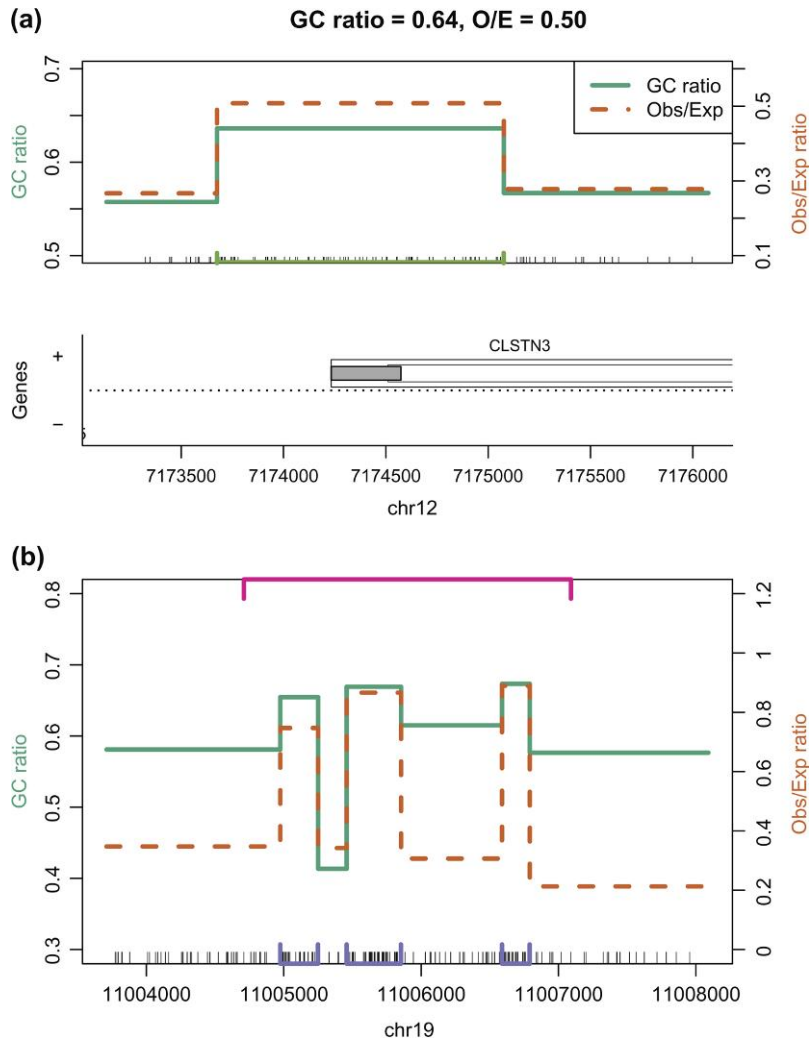 (a)
GC ratio = 0.64, O/E = 0.50
GC ratio
0.7
0.6
0.5
GC ratio
Obs/Exp
0.5
0.3
0.1
Obs/Exp ratio
Genes
+
−
CLSTN3
7173500 7174000 7174500 7175000 7175500 7176000
chr12
(b)
GC ratio
0.8
0.7
0.6
0.5
0.4
0.3
1.2
1
0.8
0.6
0.4
0.2
0
Obs/Exp ratio
11004000 11005000 11006000 11007000 11008000
chr19